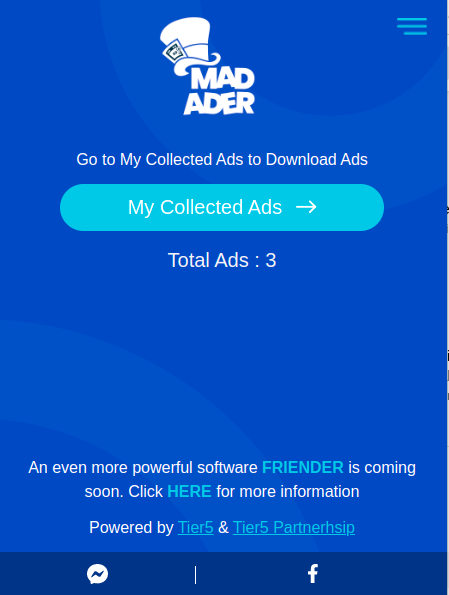 MAD
ADER
Go to My Collected Ads to Download Ads
My Collected Ads →
Total Ads : 3
An even more powerful software FRIENDER is coming
soon. Click HERE for more information
Powered by Tier5 & Tier5 Partnerhsip